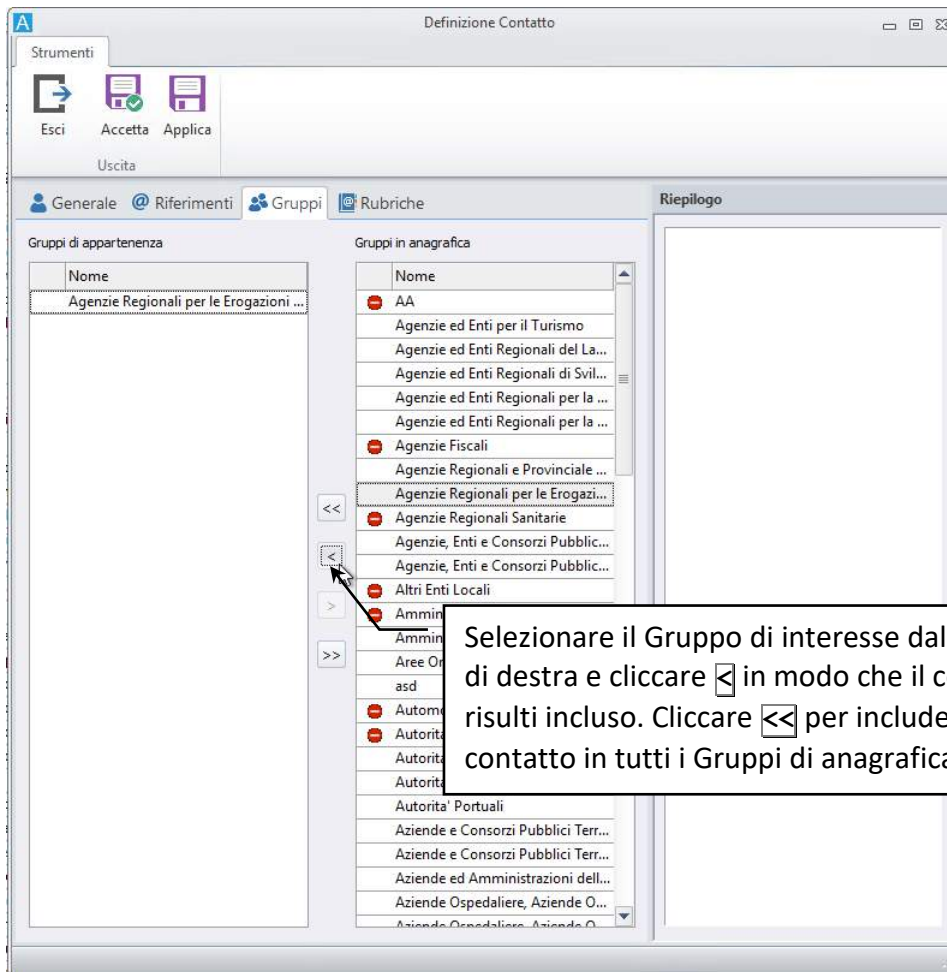 A
Definizione Contatto
Strumenti
Esci Accetta Applica
Uscita
Generale @ Riferimenti Gruppi @ Rubriche
Riepilogo
Gruppi di appartenenza
Gruppi in anagrafica
Nome
Agenzie Regionali per le Erogazioni ...
Nome
AA
Agenzie ed Enti per il Turismo
Agenzie ed Enti Regionali del La...
Agenzie ed Enti Regionali di Svil...
Agenzie ed Enti Regionali per la ...
Agenzie ed Enti Regionali per la ...
Agenzie Fiscali
Agenzie Regionali e Provinciale ...
Agenzie Regionali per le Erogazi...
Agenzie Regionali Sanitarie
Agenzie, Enti e Consorzi Pubblic...
Agenzie, Enti e Consorzi Pubblic...
Altri Enti Locali
Ammin
Ammin
Aree Or
asd
Automo
Autorita
Autorita
Autorita
Autorita' Portuali
Aziende e Consorzi Pubblici Terr...
Aziende e Consorzi Pubblici Terr...
Aziende ed Amministrazioni dell...
Aziende Ospedaliere, Aziende O...
Aziende Ospedaliere, Aziende O...
<<
<
>
>>
Selezionare il Gruppo di interesse dal
di destra e cliccare < in modo che il c
risulti incluso. Cliccare << per include
contatto in tutti i Gruppi di anagrafica